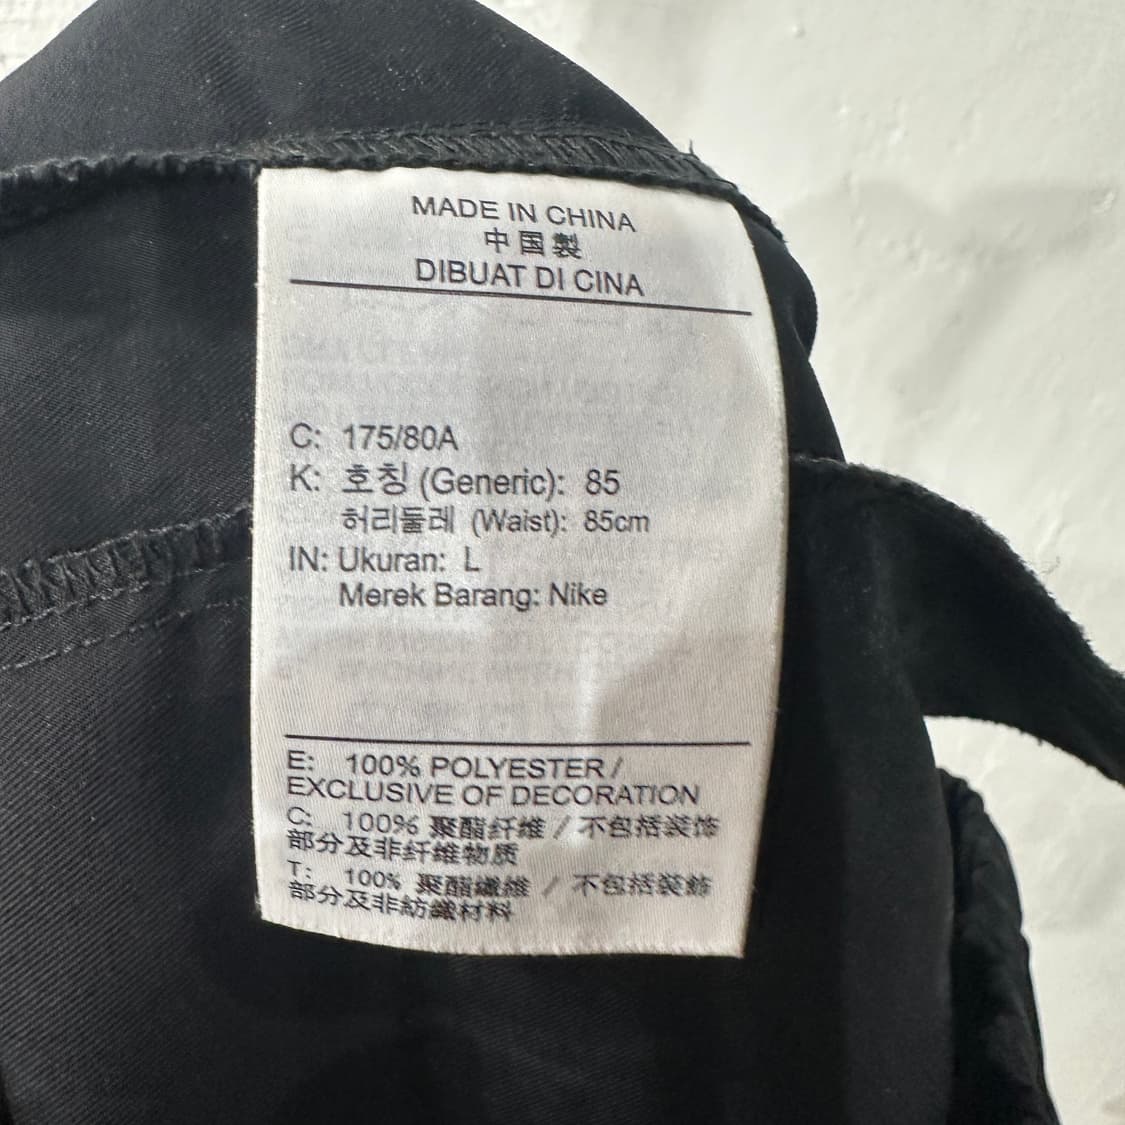 MADE IN CHINA
中国製
DIBUAT DI CINA
C: 175/80A
K: 호칭 (Generic): 85
허리둘레 (Waist): 85cm
IN: Ukuran: L
Merek Barang: Nike
E: 100% POLYESTER /
EXCLUSIVE OF DECORATION
C: 100% 聚酯纤维 / 不包括装饰
部分及非纤维物质
T: 100% 聚酯纖維 / 不包括裝飾
部分及非紡織材料